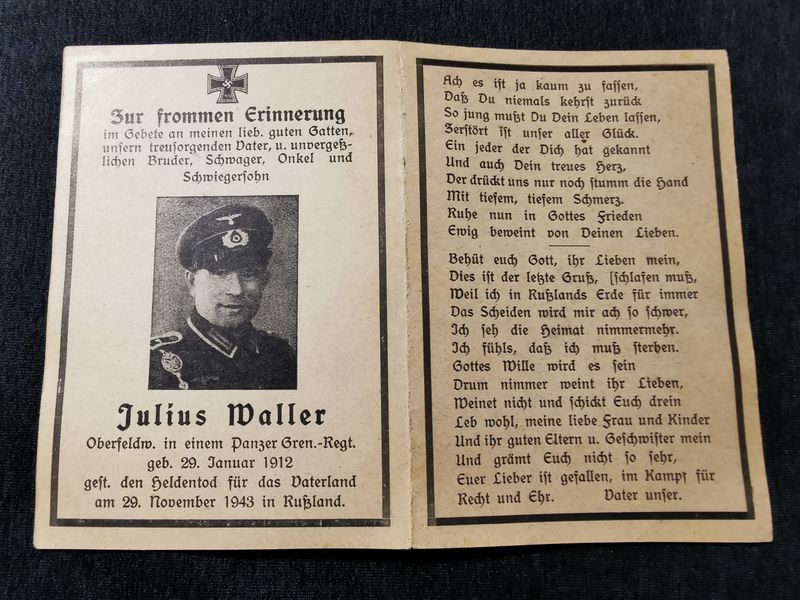 Zur frommen Erinnerung
im Gebete an meinen lieb. guten Gatten,
unsern treusorgenden Vater, u. unvergeß-
lichen Bruder, Schwager, Onkel und
Schwiegersohn
Julius Waller
Oberfeldw. in einem Panzer Gren.-Regt.
geb. 29. Januar 1912
gest. den Heldentod für das Vaterland
am 29. November 1943 in Rußland.
Ach es ist ja kaum zu fassen,
Daß Du niemals kehrst zurück
So jung mußt Du Dein Leben lassen,
Zerstört ist unser aller Glück.
Ein jeder der Dich hat gekannt
Und auch Dein treues Herz,
Der drückt uns nur noch stumm die Hand
Mit tiefem, tiefem Schmerz.
Ruhe nun in Gottes Frieden
Ewig beweint von Deinen Lieben.
Behüt euch Gott, ihr Lieben mein,
Dies ist der letzte Gruß, [schlafen muß,
Weil ich in Rußlands Erde für immer
Das Scheiden wird mir ach so schwer,
Ich seh die Heimat nimmermehr.
Ich fühls, daß ich muß sterben.
Gottes Wille wird es sein
Drum nimmer weint ihr Lieben,
Weinet nicht und schickt Euch drein
Leb wohl, meine liebe Frau und Kinder
Und ihr guten Eltern u. Geschwister mein
Und grämt Euch nicht so sehr,
Euer Lieber ist gefallen, im Kampf für
Recht und Ehr. Vater unser.